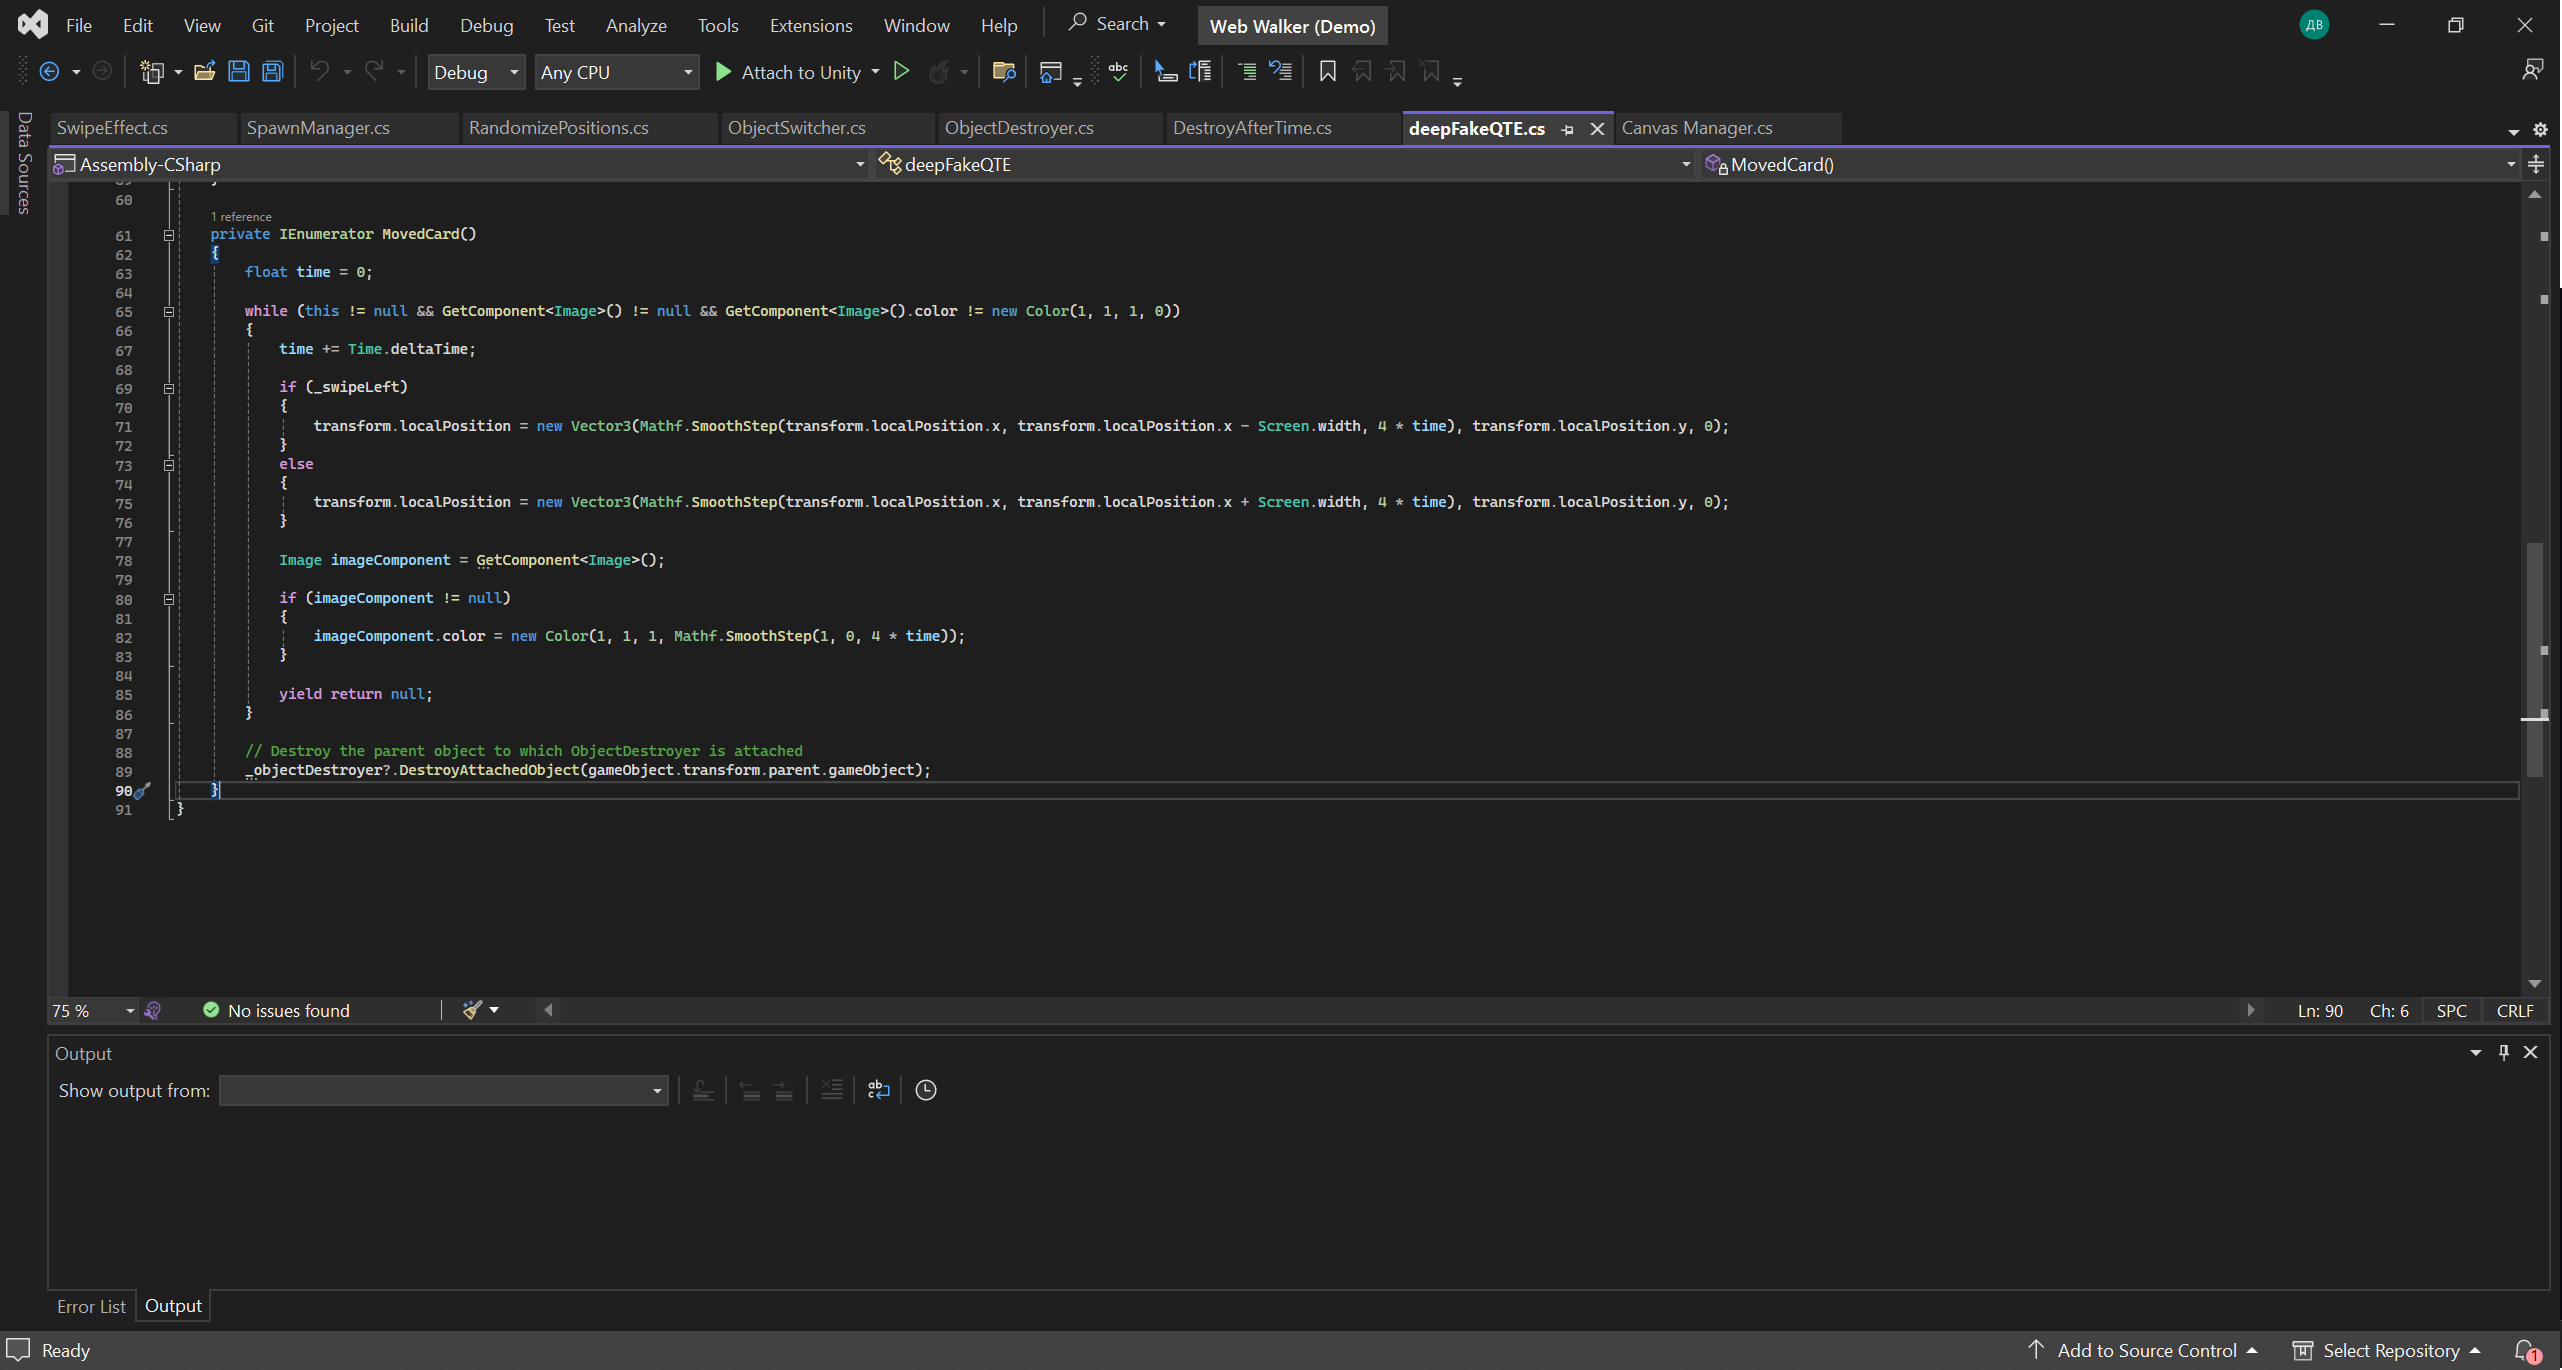 File Edit View Git Project Build Debug Test Analyze Tools Extensions Window Help Search Web Walker (Demo) ДВ
Debug Any CPU Attach to Unity abc
Data Sources
SwipeEffect.cs SpawnManager.cs RandomizePositions.cs ObjectSwitcher.cs ObjectDestroyer.cs DestroyAfterTime.cs deepFakeQTE.cs Canvas Manager.cs
Assembly-CSharp deepFakeQTE MovedCard()
60
1 reference
61 private IEnumerator MovedCard()
62 {
63 float time = 0;
64
65 while (this != null && GetComponent<Image>() != null && GetComponent<Image>().color != new Color(1, 1, 1, 0))
66 {
67 time += Time.deltaTime;
68
69 if (_swipeLeft)
70 {
71 transform.localPosition = new Vector3(Mathf.SmoothStep(transform.localPosition.x, transform.localPosition.x - Screen.width, 4 * time), transform.localPosition.y, 0);
72 }
73 else
74 {
75 transform.localPosition = new Vector3(Mathf.SmoothStep(transform.localPosition.x, transform.localPosition.x + Screen.width, 4 * time), transform.localPosition.y, 0);
76 }
77
78 Image imageComponent = GetComponent<Image>();
79
80 if (imageComponent != null)
81 {
82 imageComponent.color = new Color(1, 1, 1, Mathf.SmoothStep(1, 0, 4 * time));
83 }
84
85 yield return null;
86 }
87
88 // Destroy the parent object to which ObjectDestroyer is attached
89 _objectDestroyer?.DestroyAttachedObject(gameObject.transform.parent.gameObject);
90 }
91 }
75 % No issues found Ln: 90 Ch: 6 SPC CRLF
Output
Show output from:
Error List Output
Ready Add to Source Control Select Repository 1